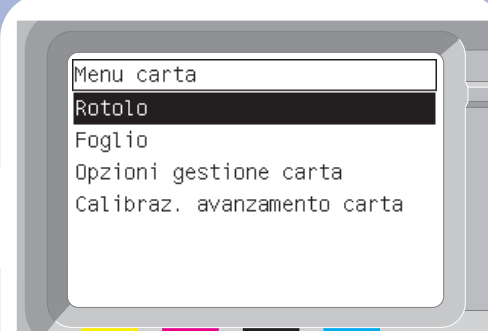 Menu carta
Rotolo
Foglio
Opzioni gestione carta
Calibraz. avanzamento carta